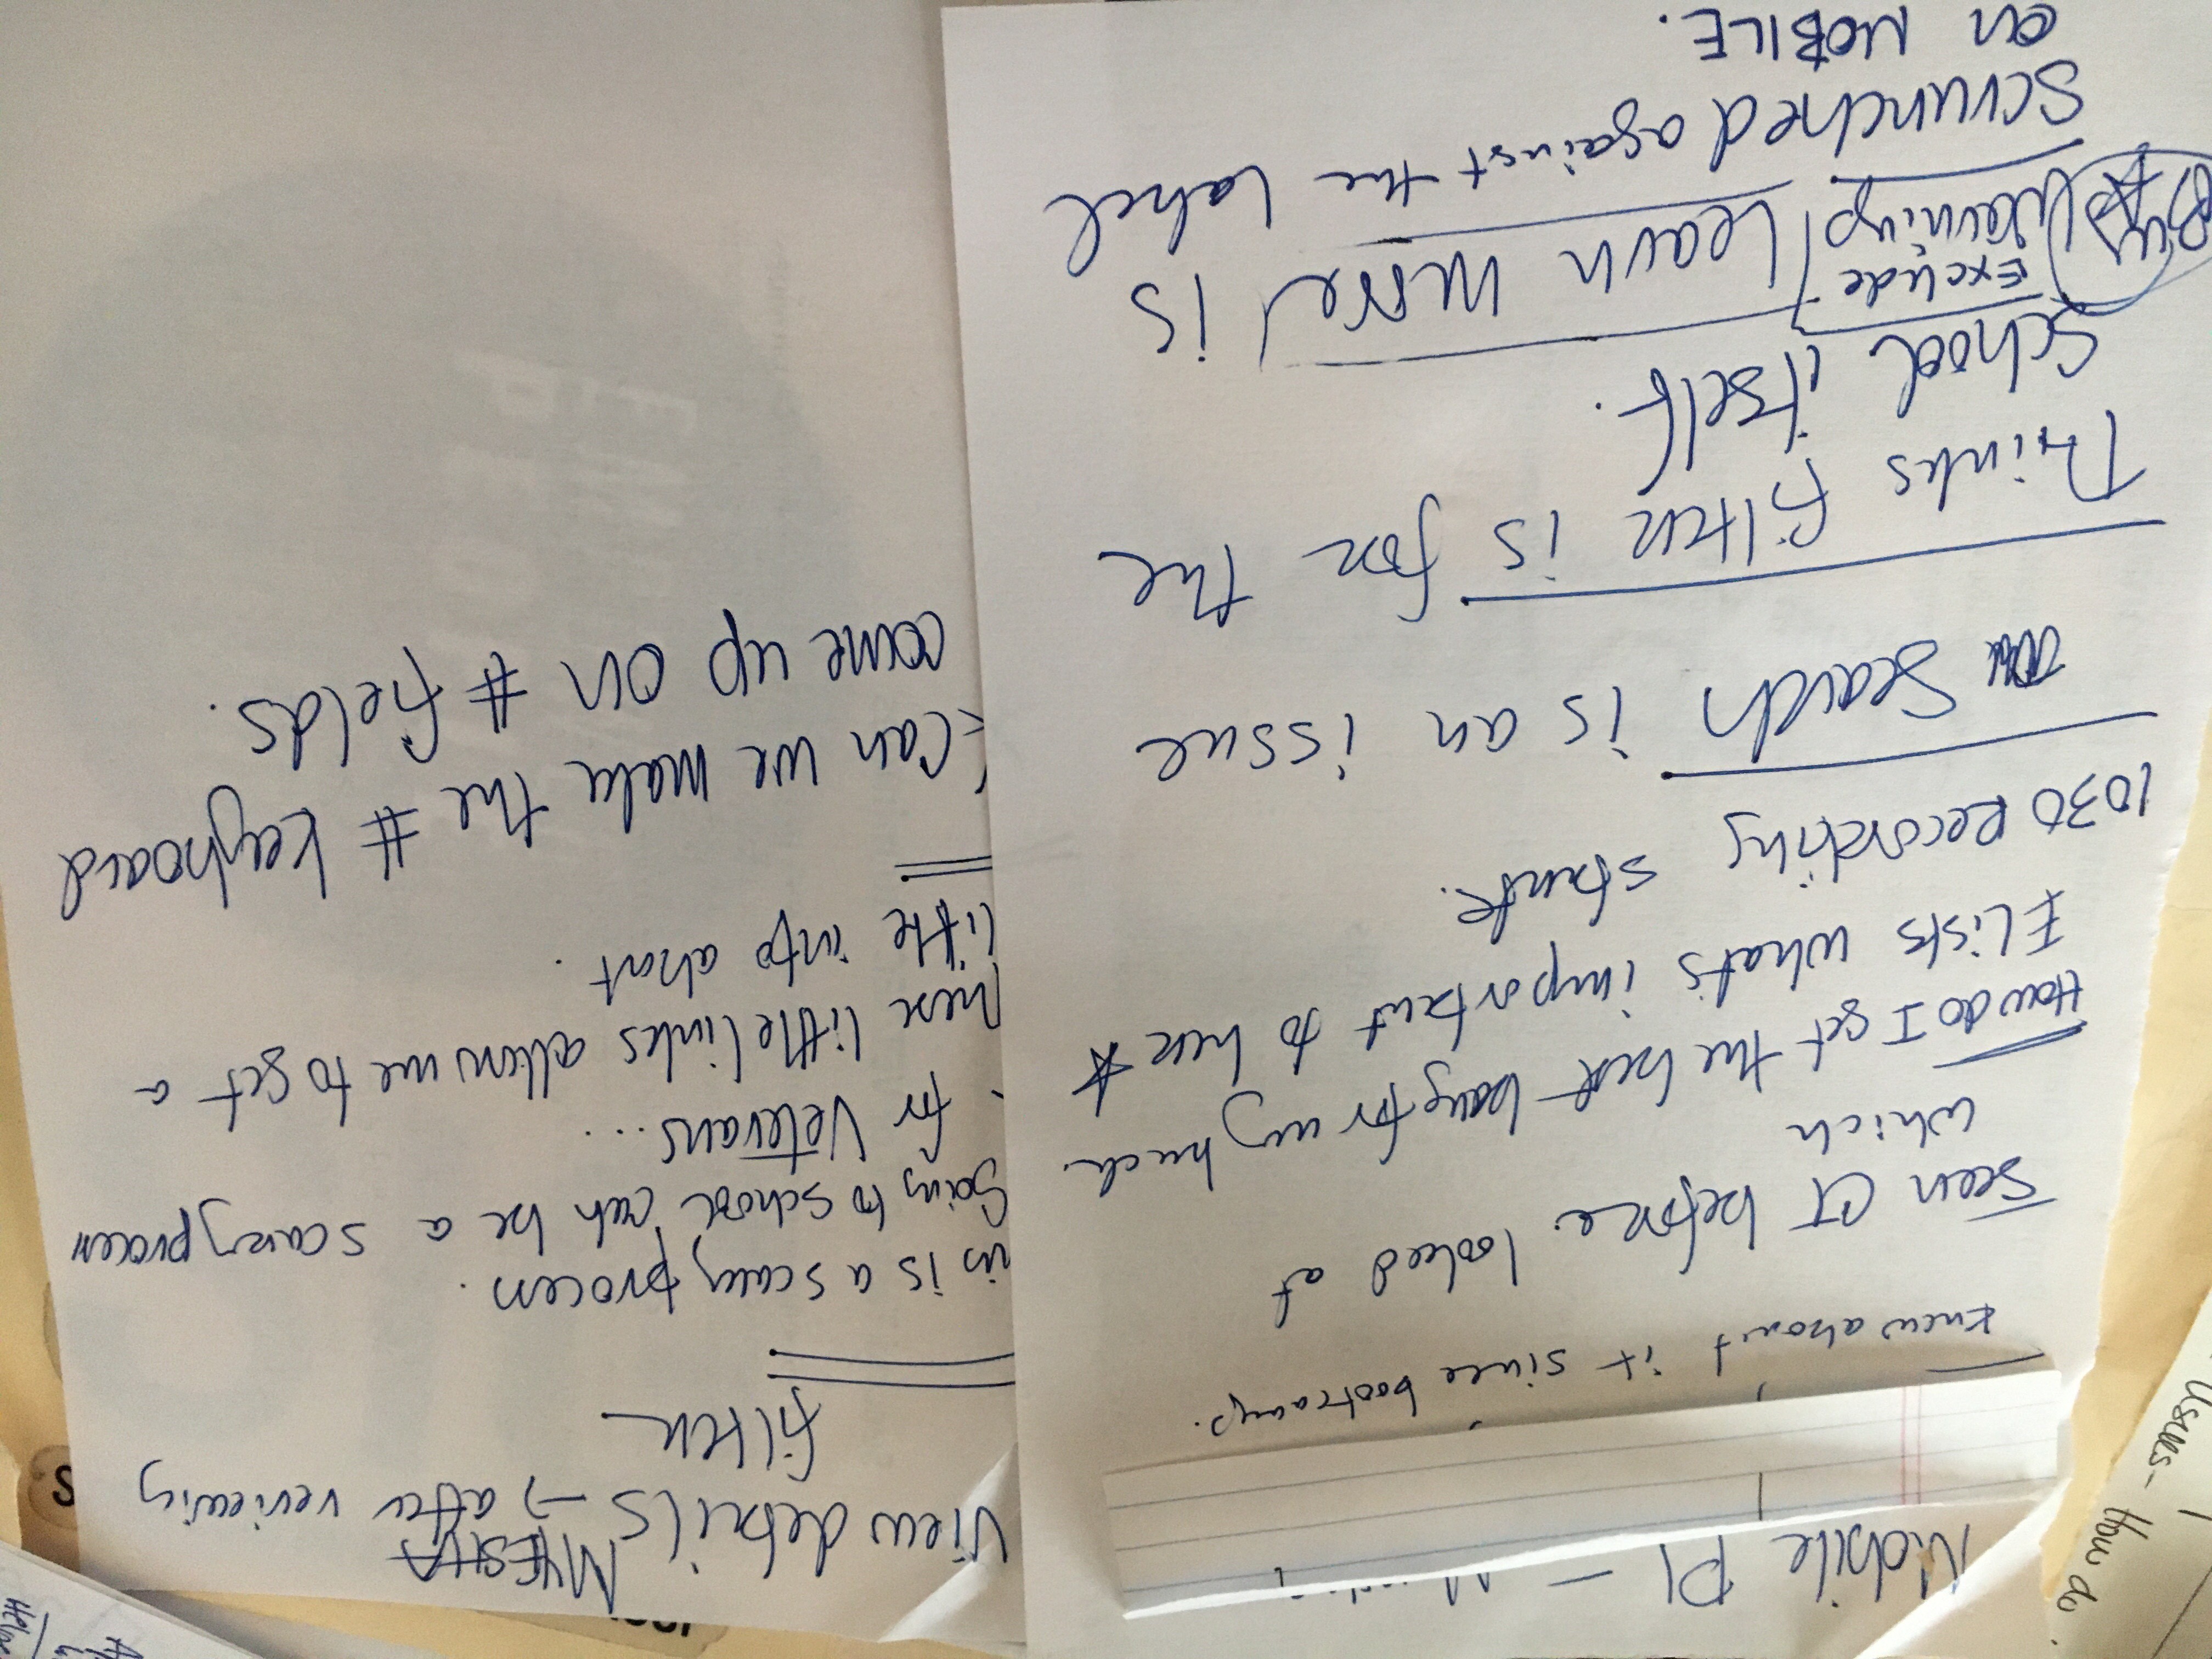 Mobile P1 —
Knew about it since bootcamps.
Seen CT before. looked at
which
How do I get the best bang for my buck.
Lists what's important to her ☆
1030 Recording starts.
Search is an issue
Thinks filter is for the
School itself.
Bug
Exclude
Warnings
Learn more is
scrunched against the label
on MOBILE.
MYESHA
View details → after reviewing
filter
is a scary process.
Going to school can be a scary process
for Veterans...
These little links allow me to get a
little info about.
Can we make the # keyboard
come up on # fields.
Users - How do